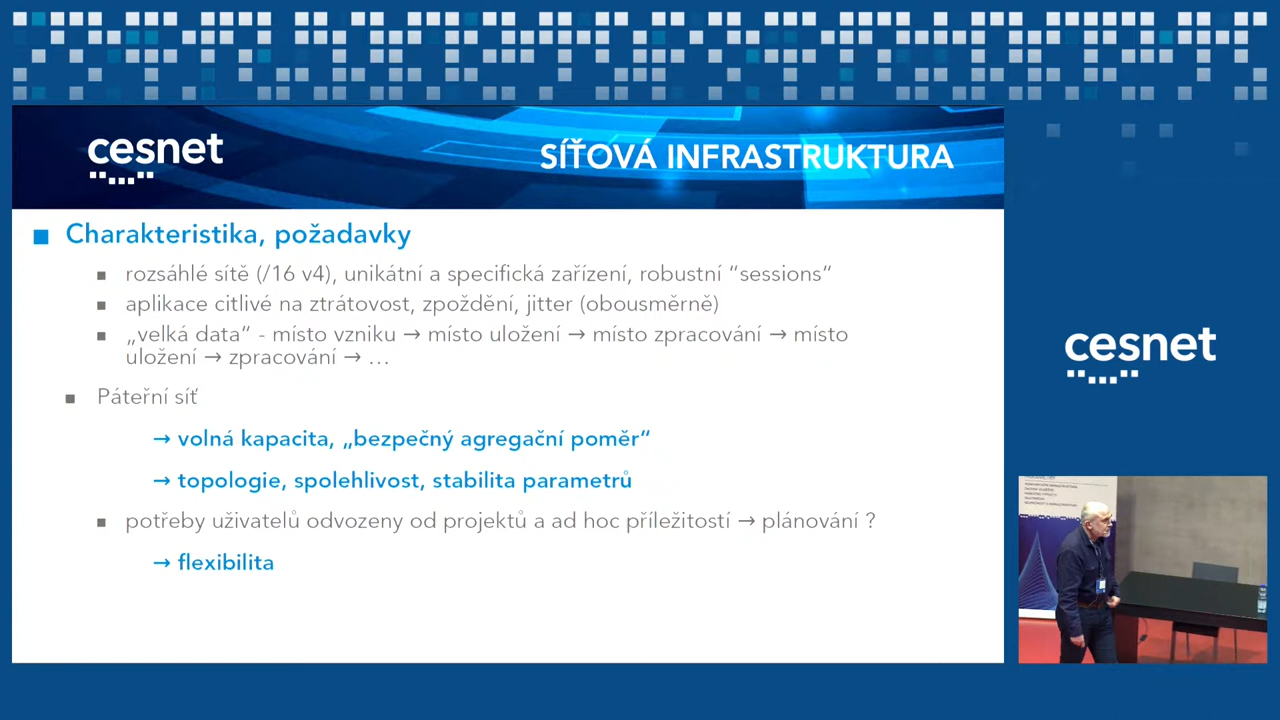 cesnet
SÍŤOVÁ INFRASTRUKTURA
Charakteristika, požadavky
rozsáhlé sítě (/16 v4), unikátní a specifická zařízení, robustní “sessions“
aplikace citlivé na ztrátovost, zpoždění, jitter (obousměrně)
„velká data“ - místo vzniku → místo uložení → místo zpracování → místo
uložení → zpracování → …
Páteřní síť
→ volná kapacita, „bezpečný agregační poměr“
→ topologie, spolehlivost, stabilita parametrů
potřeby uživatelů odvozeny od projektů a ad hoc příležitostí → plánování ?
→ flexibilita
cesnet